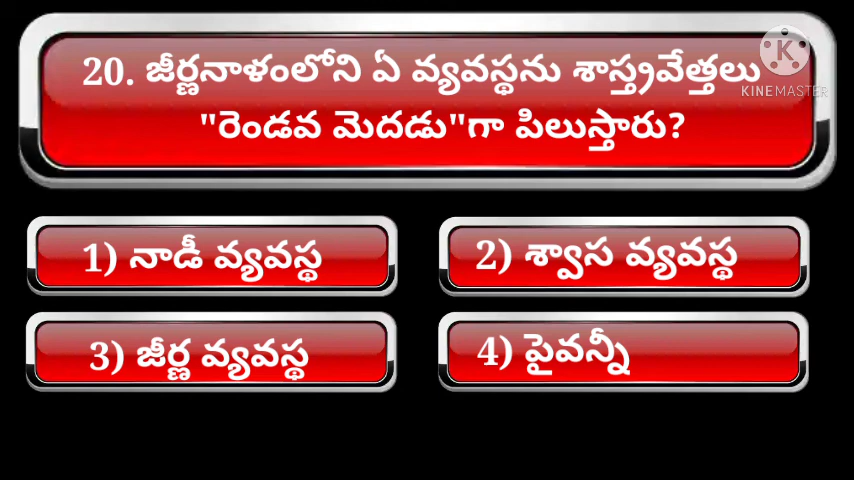 20. జీర్ణనాళంలోని ఏ వ్యవస్థను శాస్త్రవేత్తలు
"రెండవ మెదడు"గా పిలుస్తారు?
KINEMASTER
1) నాడీ వ్యవస్థ
2) శ్వాస వ్యవస్థ
3) జీర్ణ వ్యవస్థ
4) పైవన్నీ